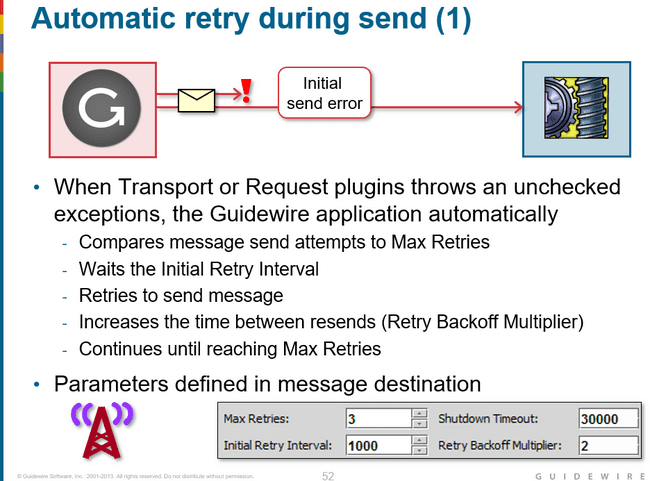 Automatic retry during send (1)
G
!
Initial
send error
• When Transport or Request plugins throws an unchecked
exceptions, the Guidewire application automatically
- Compares message send attempts to Max Retries
- Waits the Initial Retry Interval
- Retries to send message
- Increases the time between resends (Retry Backoff Multiplier)
- Continues until reaching Max Retries
• Parameters defined in message destination
Max Retries: 3 Shutdown Timeout: 30000
Initial Retry Interval: 1000 Retry Backoff Multiplier: 2
© Guidewire Software, Inc. 2001-2013. All rights reserved. Do not distribute without permission. 52 GUIDEWIRE